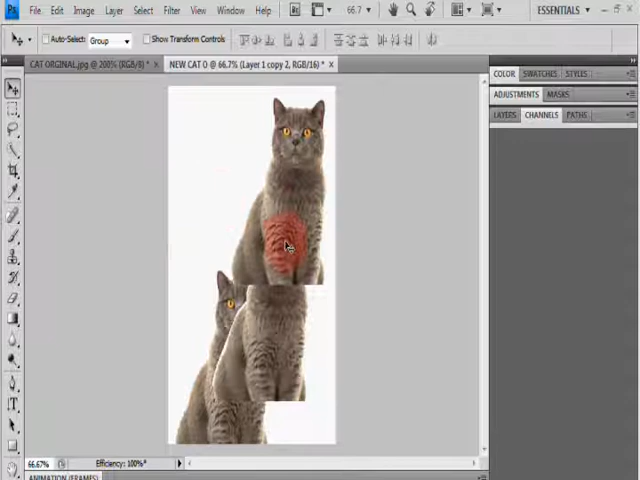 Ps File Edit Image Layer Select Filter View Window Help Br 66.7 ESSENTIALS
Auto-Select: Group Show Transform Controls
CAT ORGINAL.jpg @ 200% (RGB/8) * x NEW CAT O @ 66.7% (Layer 1 copy 2, RGB/16) * x
COLOR SWATCHES STYLES
ADJUSTMENTS MASKS
LAYERS CHANNELS PATHS
T
66.67% Efficiency: 100%*
ANIMATION (FRAMES)